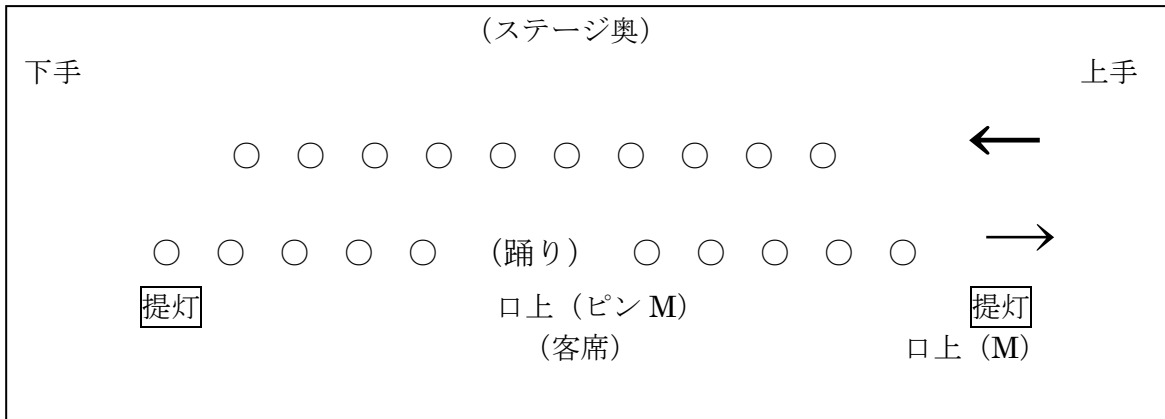 （ステージ奥）
下手 上手
○ ○ ○ ○ ○ ○ ○ ○ ○ ○ ←
○ ○ ○ ○ ○ （踊り） ○ ○ ○ ○ ○ →
提灯 口上（ピン M） 提灯
（客席） 口上（M）